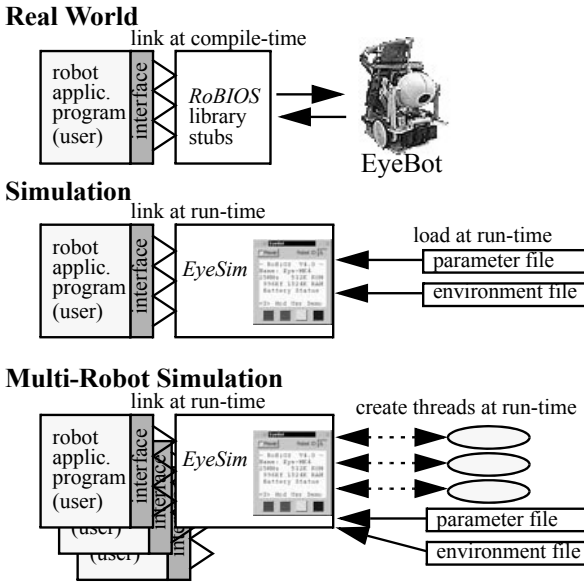 Real World
link at compile-time
robot
applic.
program
(user)
interface
RoBIOS
library
stubs
EyeBot
Simulation
link at run-time
robot
applic.
program
(user)
interface
EyeSim
load at run-time
parameter file
environment file
Multi-Robot Simulation
link at run-time
robot
applic.
program
(user)
interface
EyeSim
create threads at run-time
parameter file
environment file
(user)
interface
(user)